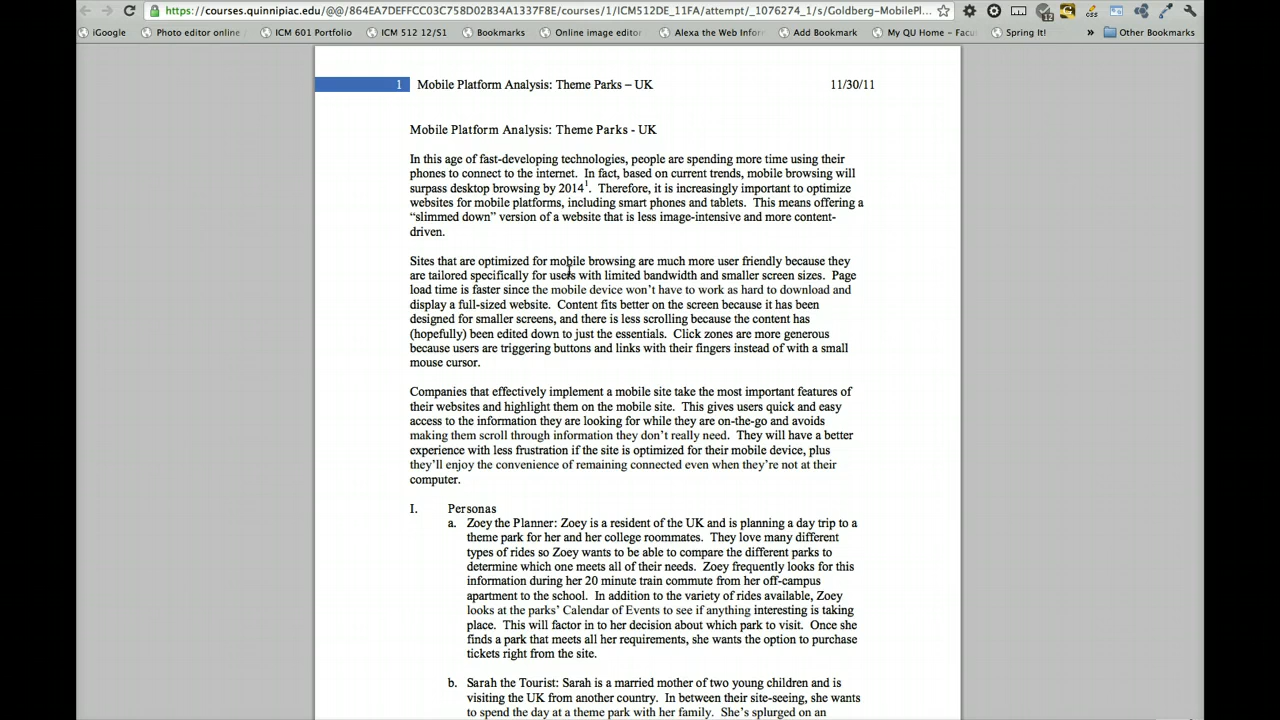 https://courses.quinnipiac.edu/@@/864EA7DEFFCC03C758D02B34A1337F8E/courses/1/ICM512DE_11FA/attempt/_1076274_1/s/Goldberg-MobilePl...
12
css
iGoogle
Photo editor online
ICM 601 Portfolio
ICM 512 12/S1
Bookmarks
Online image editor
Alexa the Web Infor
Add Bookmark
My QU Home – Facu
Spring It!
»
Other Bookmarks
1 Mobile Platform Analysis: Theme Parks – UK 11/30/11
Mobile Platform Analysis: Theme Parks - UK
In this age of fast-developing technologies, people are spending more time using their
phones to connect to the internet. In fact, based on current trends, mobile browsing will
surpass desktop browsing by 2014¹. Therefore, it is increasingly important to optimize
websites for mobile platforms, including smart phones and tablets. This means offering a
“slimmed down” version of a website that is less image-intensive and more content-
driven.
Sites that are optimized for mobile browsing are much more user friendly because they
are tailored specifically for users with limited bandwidth and smaller screen sizes. Page
load time is faster since the mobile device won’t have to work as hard to download and
display a full-sized website. Content fits better on the screen because it has been
designed for smaller screens, and there is less scrolling because the content has
(hopefully) been edited down to just the essentials. Click zones are more generous
because users are triggering buttons and links with their fingers instead of with a small
mouse cursor.
Companies that effectively implement a mobile site take the most important features of
their websites and highlight them on the mobile site. This gives users quick and easy
access to the information they are looking for while they are on-the-go and avoids
making them scroll through information they don’t really need. They will have a better
experience with less frustration if the site is optimized for their mobile device, plus
they’ll enjoy the convenience of remaining connected even when they’re not at their
computer.
I. Personas
a. Zoey the Planner: Zoey is a resident of the UK and is planning a day trip to a
theme park for her and her college roommates. They love many different
types of rides so Zoey wants to be able to compare the different parks to
determine which one meets all of their needs. Zoey frequently looks for this
information during her 20 minute train commute from her off-campus
apartment to the school. In addition to the variety of rides available, Zoey
looks at the parks’ Calendar of Events to see if anything interesting is taking
place. This will factor in to her decision about which park to visit. Once she
finds a park that meets all her requirements, she wants the option to purchase
tickets right from the site.
b. Sarah the Tourist: Sarah is a married mother of two young children and is
visiting the UK from another country. In between their site-seeing, she wants
to spend the day at a theme park with her family. She’s splurged on an